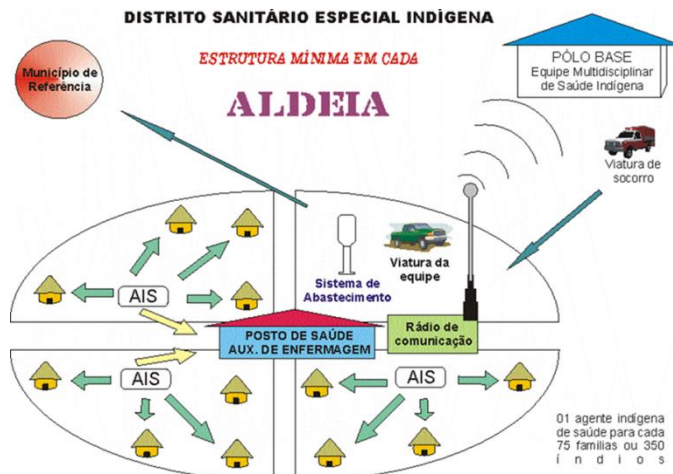 DISTRITO SANITÁRIO ESPECIAL INDÍGENA
ESTRUTURA MÍNIMA EM CADA
ALDEIA
Município de
Referência
PÓLO BASE
Equipe Multidisciplinar
de Saúde Indígena
Viatura de
socorro
Viatura da
equipe
Sistema de
Abastecimento
AIS
POSTO DE SAÚDE
AUX. DE ENFERMAGEM
Rádio de
comunicação
AIS
AIS
01 agente indígena
de saúde para cada
75 familias ou 350
índios